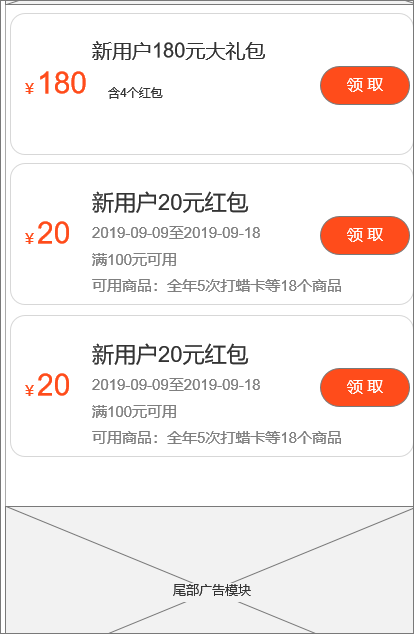 新用户180元大礼包
¥180
含4个红包
领 取
新用户20元红包
¥20
2019-09-09至2019-09-18
领 取
满100元可用
可用商品：全年5次打蜡卡等18个商品
新用户20元红包
¥20
2019-09-09至2019-09-18
领 取
满100元可用
可用商品：全年5次打蜡卡等18个商品
尾部广告模块